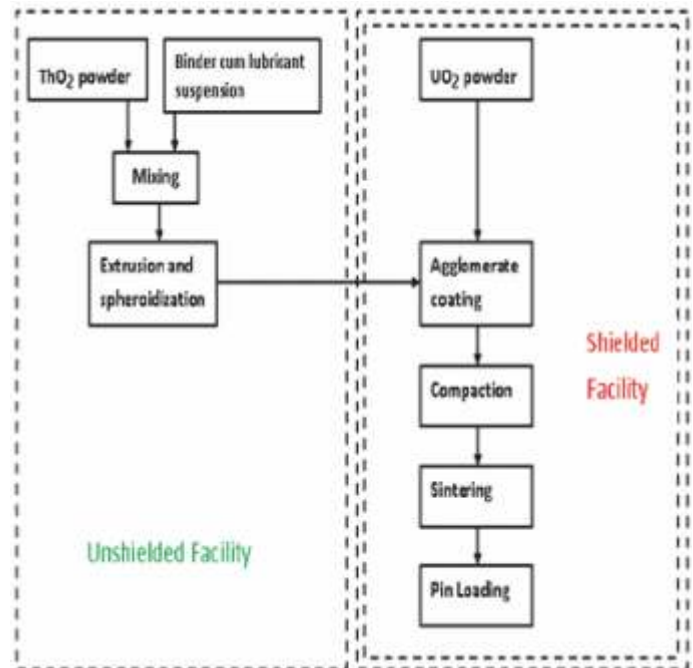 ThO2 powder
Binder cum lubricant
suspension
Mixing
Extrusion and
spheroidization
Unshielded Facility
UO2 powder
Agglomerate
coating
Compaction
Sintering
Pin Loading
Shielded
Facility